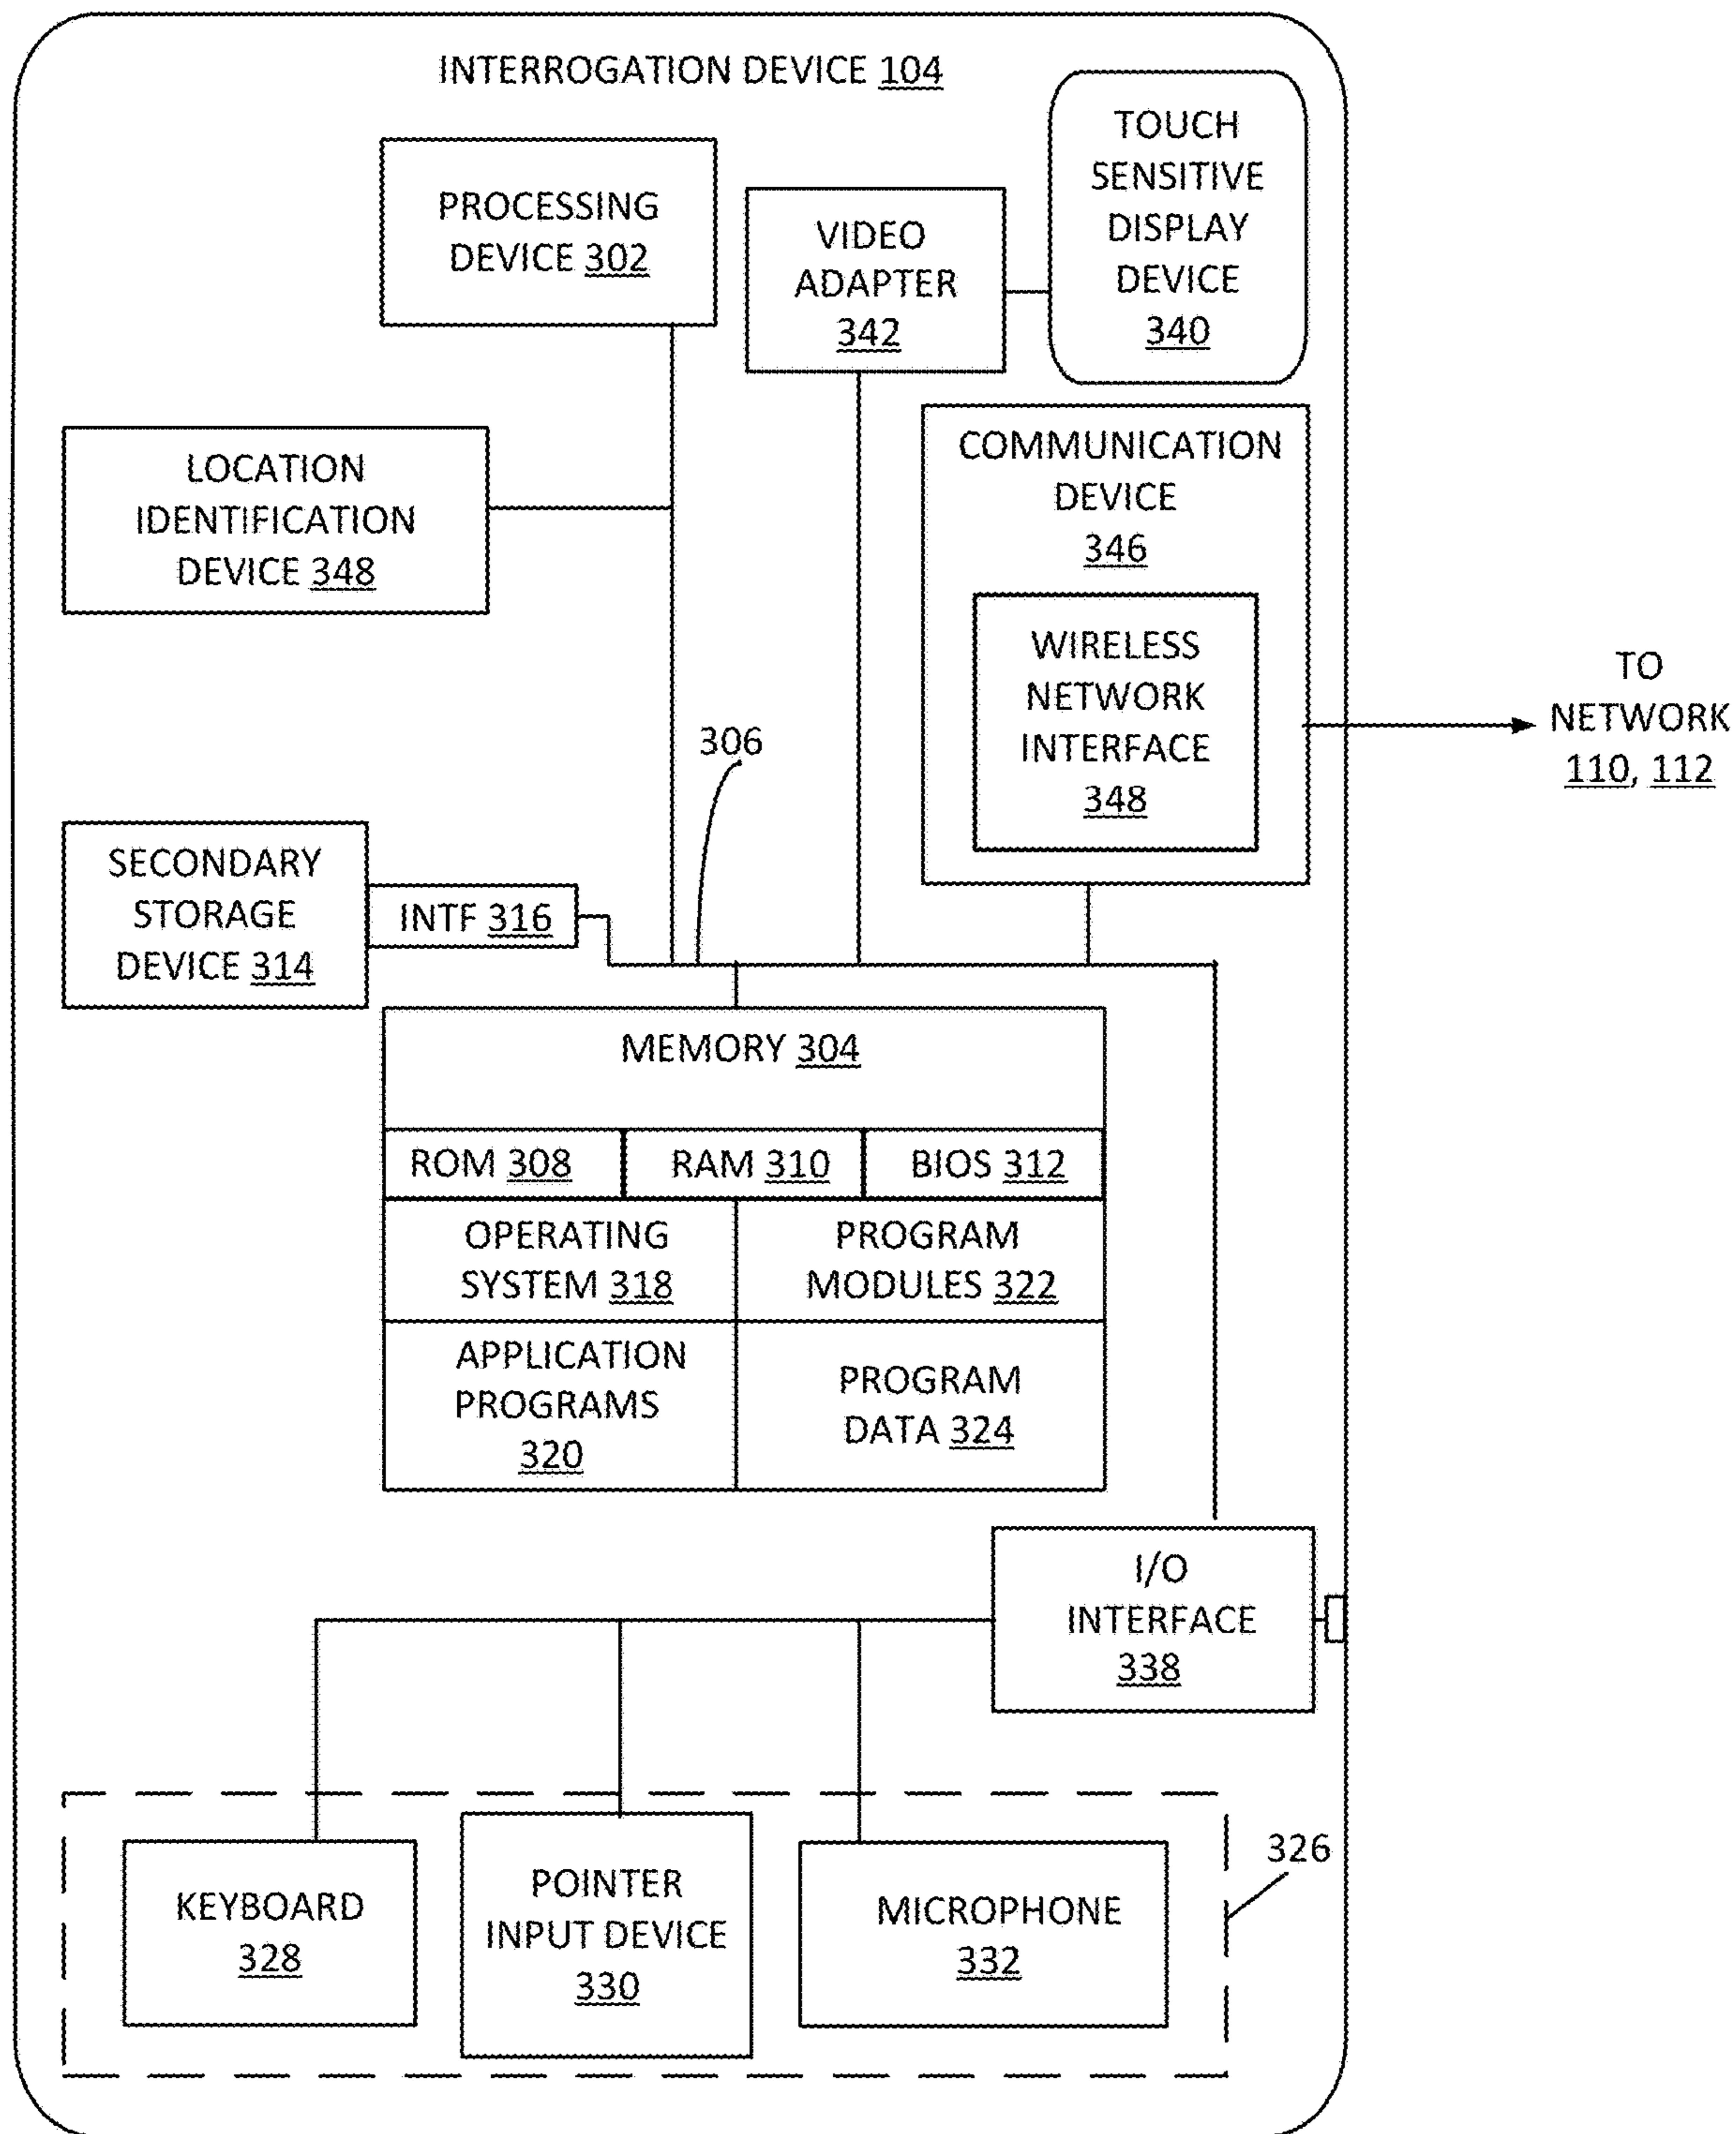 INTERROGATION DEVICE 104
PROCESSING
DEVICE 302
VIDEO
ADAPTER
342
TOUCH
SENSITIVE
DISPLAY
DEVICE
340
LOCATION
IDENTIFICATION
DEVICE 348
COMMUNICATION
DEVICE
346
WIRELESS
NETWORK
INTERFACE
348
TO
NETWORK
110, 112
306
SECONDARY
STORAGE
DEVICE 314
INTF 316
MEMORY 304
ROM 308
RAM 310
BIOS 312
OPERATING
SYSTEM 318
PROGRAM
MODULES 322
APPLICATION
PROGRAMS
320
PROGRAM
DATA 324
I/O
INTERFACE
338
326
KEYBOARD
328
POINTER
INPUT DEVICE
330
MICROPHONE
332